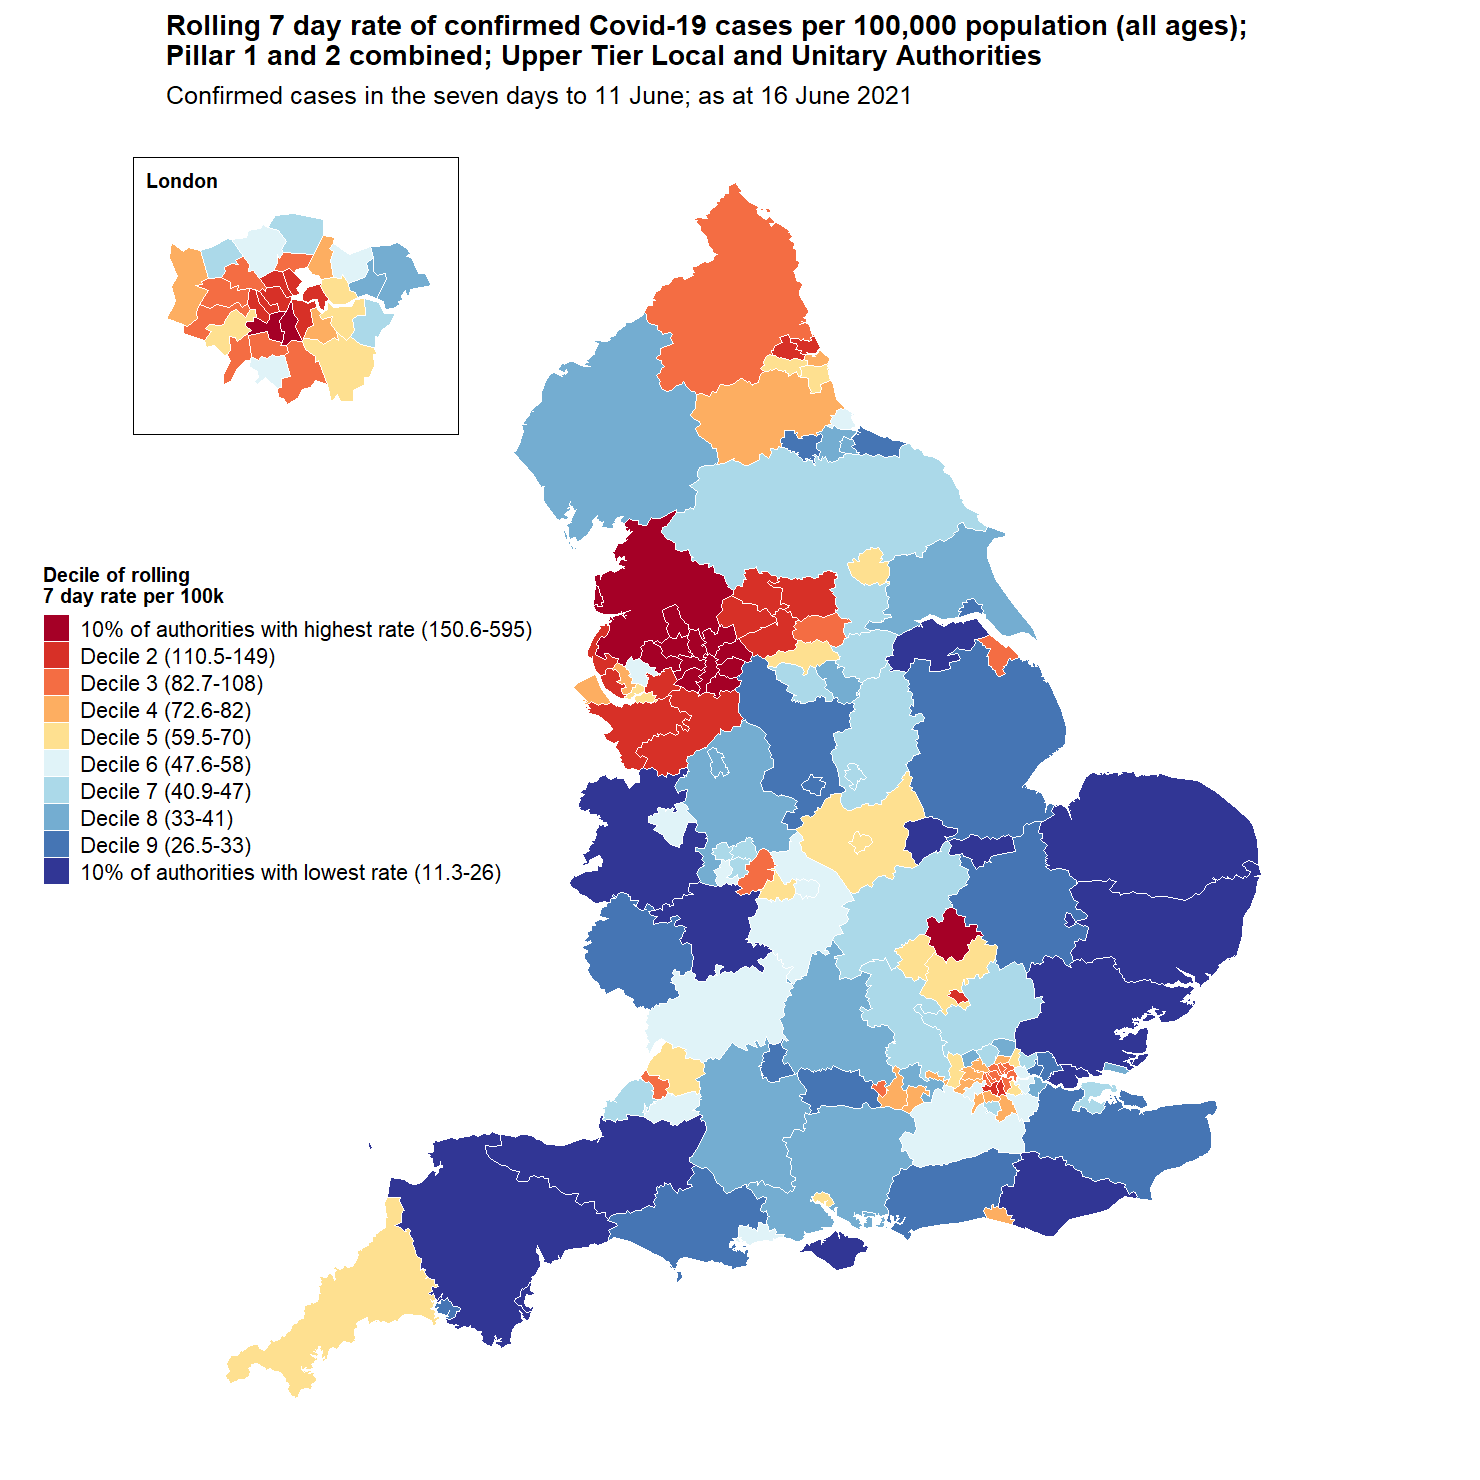 Rolling 7 day rate of confirmed Covid-19 cases per 100,000 population (all ages);
Pillar 1 and 2 combined; Upper Tier Local and Unitary Authorities
Confirmed cases in the seven days to 11 June; as at 16 June 2021
London
Decile of rolling
7 day rate per 100k
10% of authorities with highest rate (150.6-595)
Decile 2 (110.5-149)
Decile 3 (82.7-108)
Decile 4 (72.6-82)
Decile 5 (59.5-70)
Decile 6 (47.6-58)
Decile 7 (40.9-47)
Decile 8 (33-41)
Decile 9 (26.5-33)
10% of authorities with lowest rate (11.3-26)